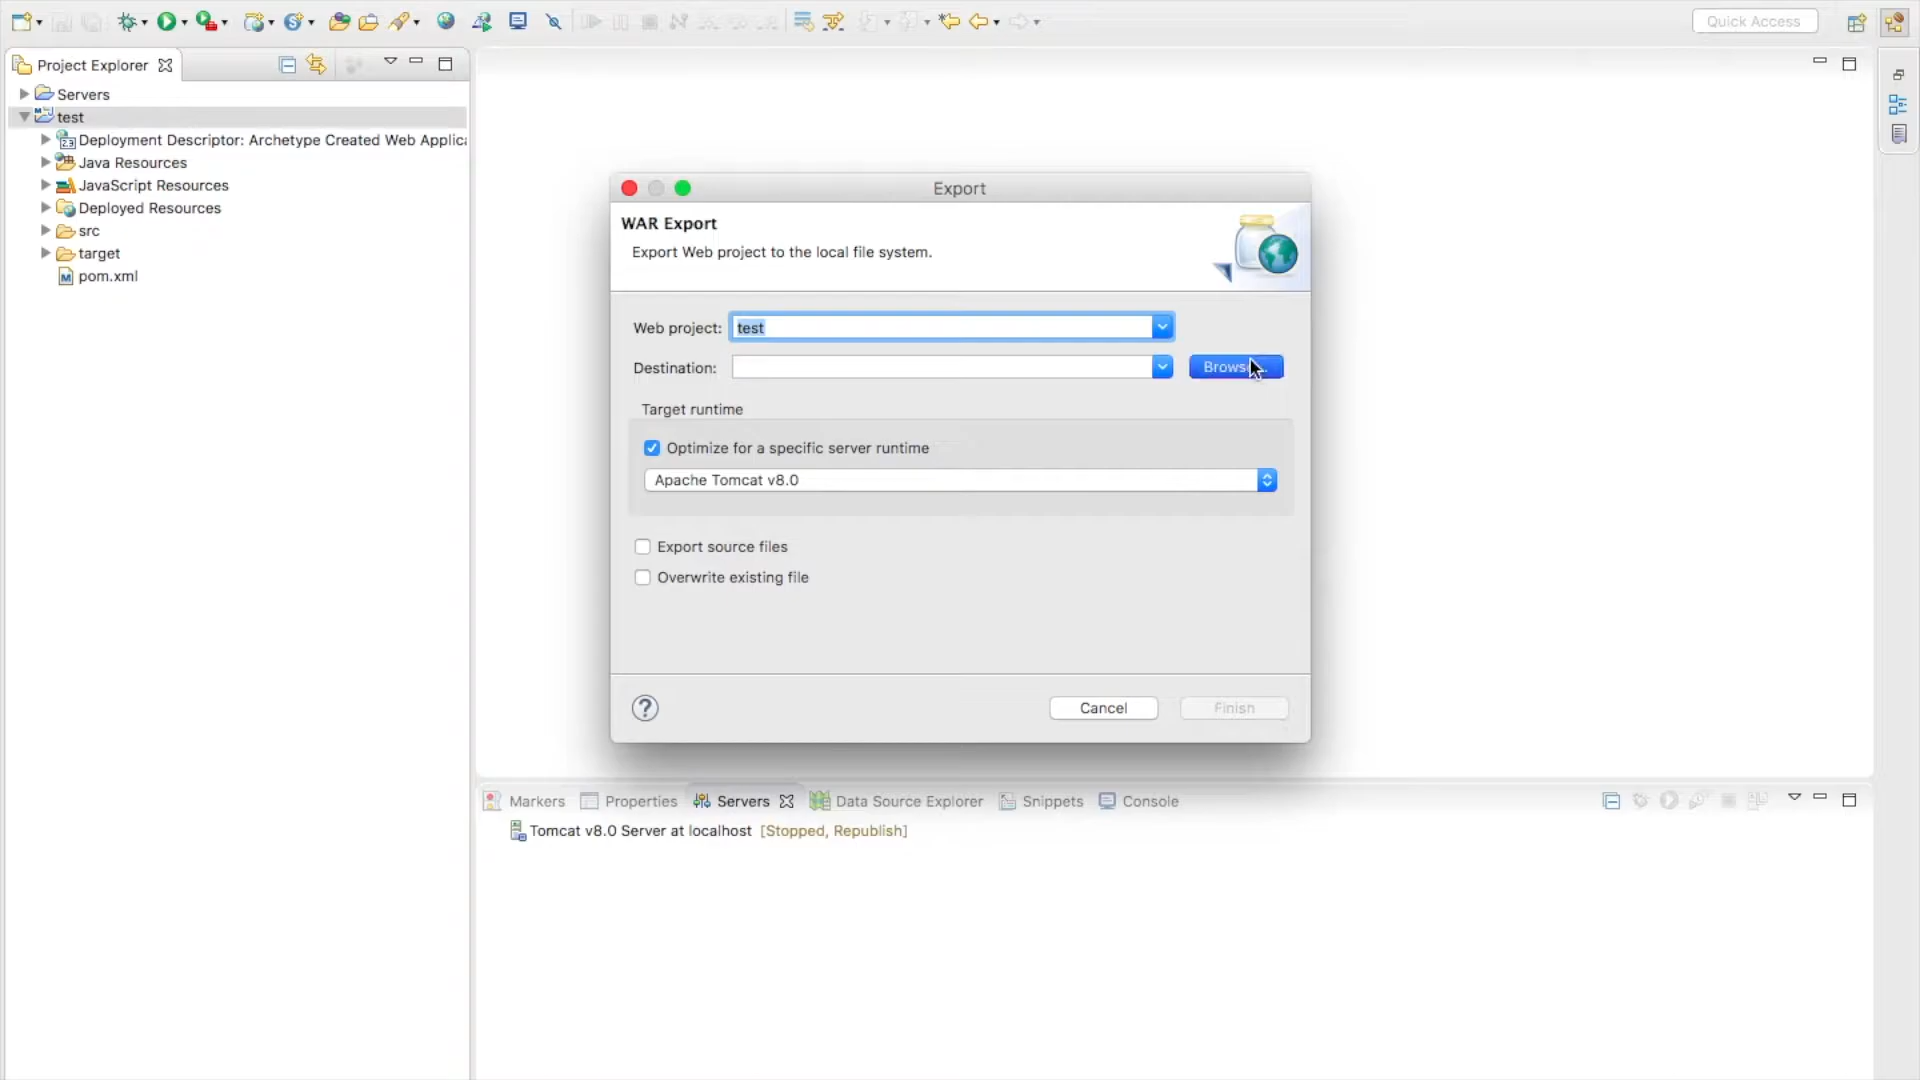 Quick Access
Project Explorer
Servers
test
Deployment Descriptor: Archetype Created Web Applic
Java Resources
JavaScript Resources
Deployed Resources
src
target
pom.xml
Export
WAR Export
Export Web project to the local file system.
Web project: test
Destination:
Target runtime
Optimize for a specific server runtime
Apache Tomcat v8.0
Export source files
Overwrite existing file
? Cancel Finish
Markers Properties Servers Data Source Explorer Snippets Console
Tomcat v8.0 Server at localhost [Stopped, Republish]